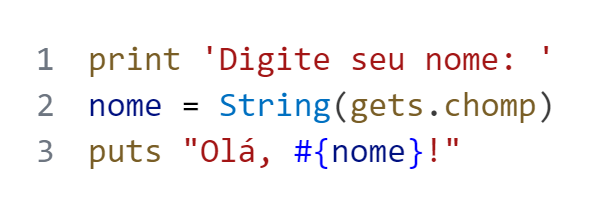 1 print 'Digite seu nome: '
2 nome = String(gets.chomp)
3 puts "Olá, #{nome}!"